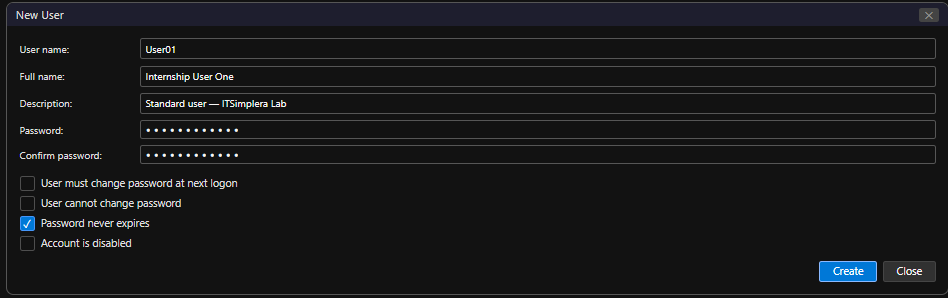 New User
User name: User01
Full name: Internship User One
Description: Standard user — ITSimplera Lab
Password: ••••••••••••
Confirm password: ••••••••••••
User must change password at next logon
User cannot change password
Password never expires
Account is disabled
Create Close